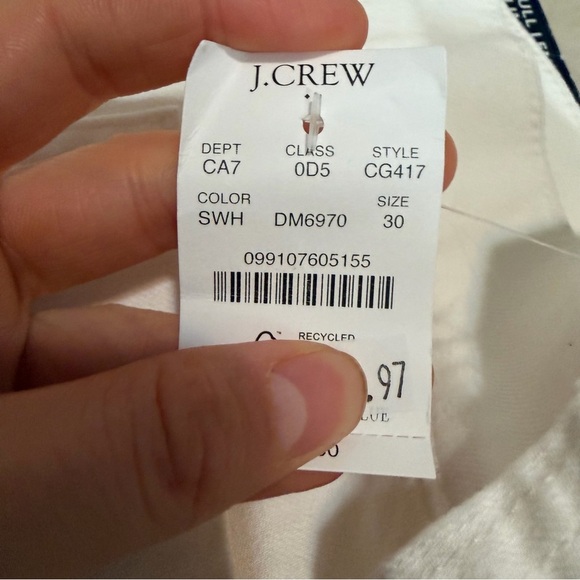 J.CREW
DEPT CLASS STYLE
CA7 0D5 CG417
COLOR SIZE
SWH DM6970 30
099107605155
RECYCLED
.97